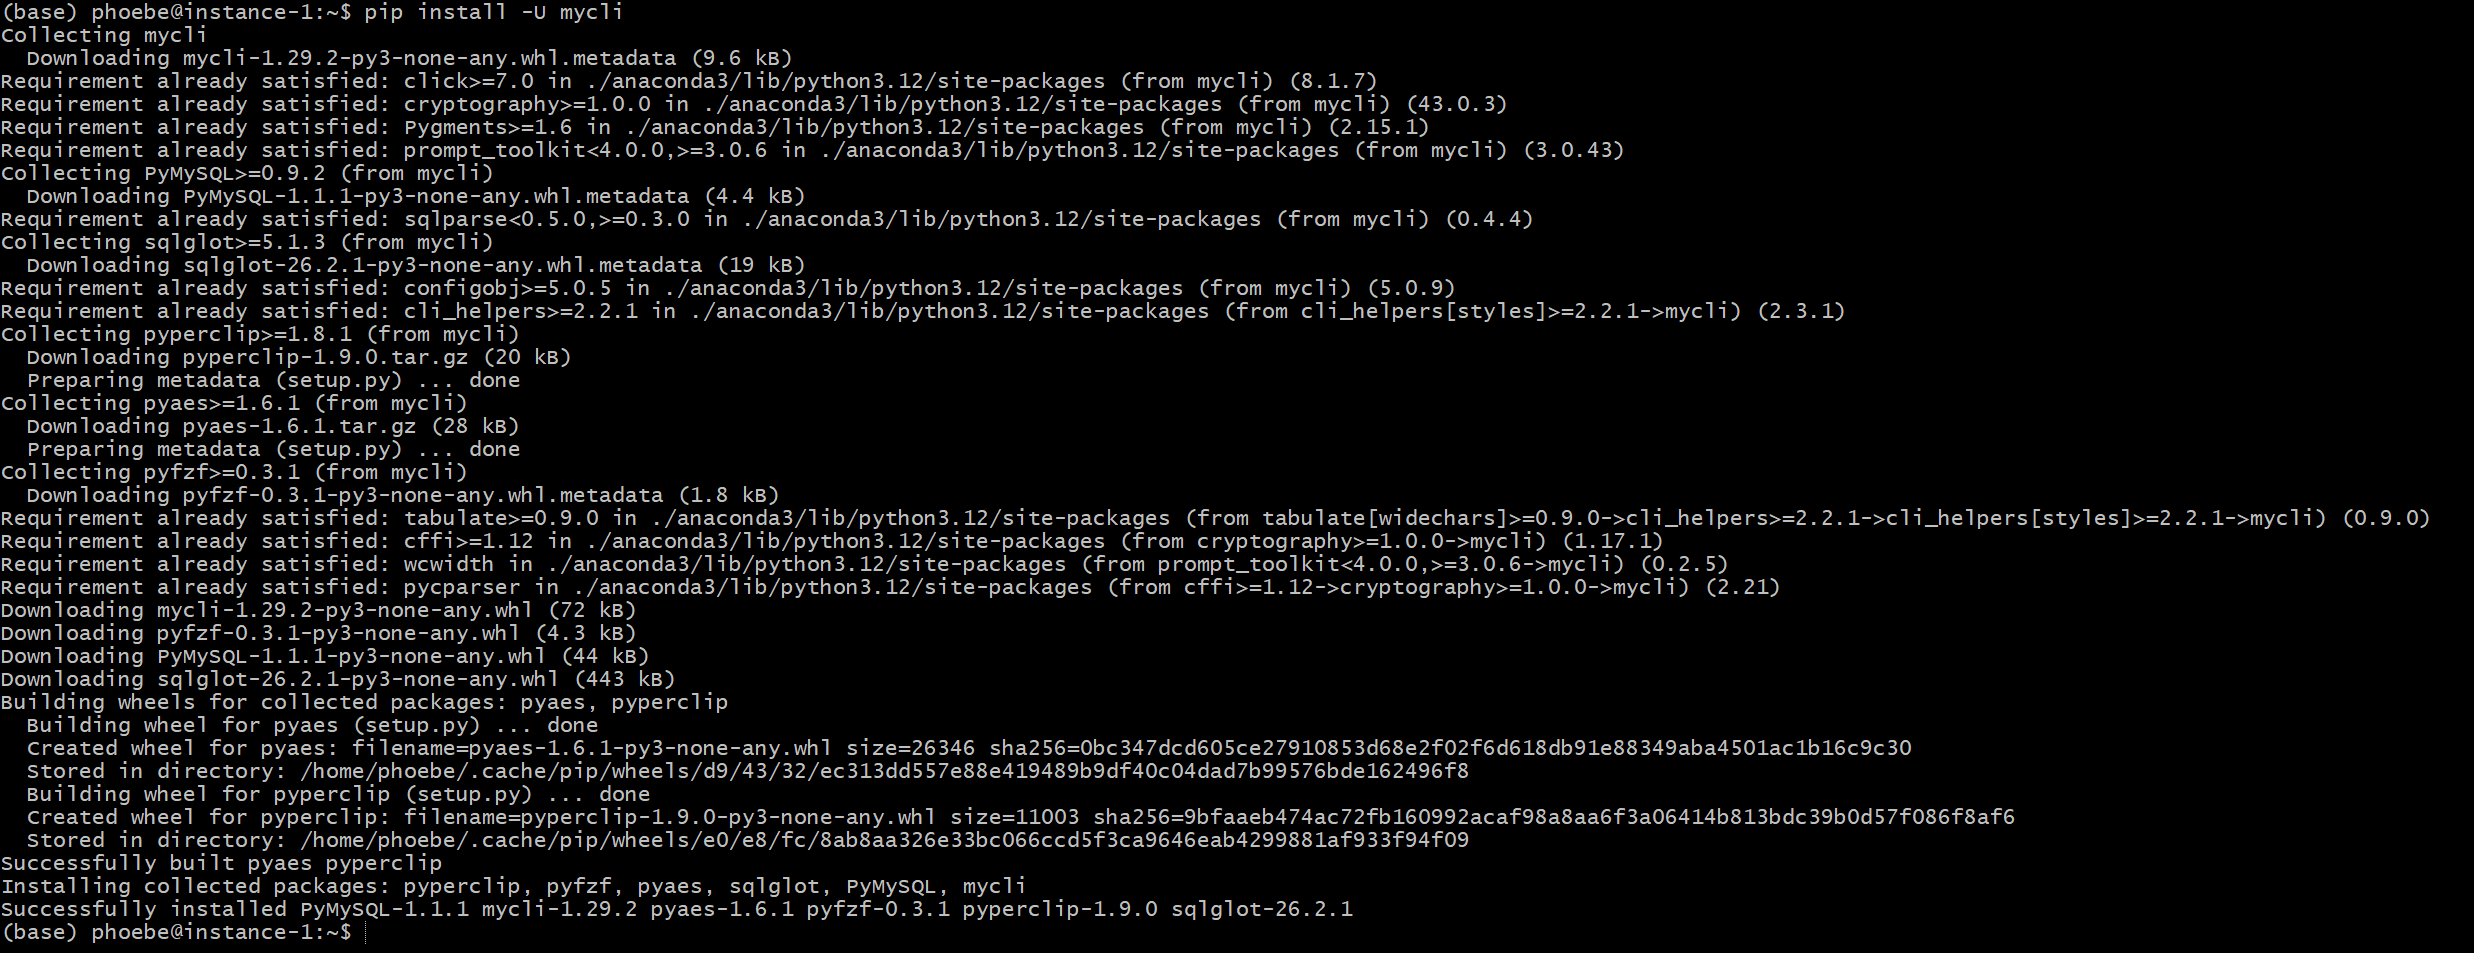 (base) phoebe@instance-1:~$ pip install -U mycli
Collecting mycli
  Downloading mycli-1.29.2-py3-none-any.whl.metadata (9.6 kB)
Requirement already satisfied: click>=7.0 in ./anaconda3/lib/python3.12/site-packages (from mycli) (8.1.7)
Requirement already satisfied: cryptography>=1.0.0 in ./anaconda3/lib/python3.12/site-packages (from mycli) (43.0.3)
Requirement already satisfied: Pygments>=1.6 in ./anaconda3/lib/python3.12/site-packages (from mycli) (2.15.1)
Requirement already satisfied: prompt_toolkit<4.0.0,>=3.0.6 in ./anaconda3/lib/python3.12/site-packages (from mycli) (3.0.43)
Collecting PyMySQL>=0.9.2 (from mycli)
  Downloading PyMySQL-1.1.1-py3-none-any.whl.metadata (4.4 kB)
Requirement already satisfied: sqlparse<0.5.0,>=0.3.0 in ./anaconda3/lib/python3.12/site-packages (from mycli) (0.4.4)
Collecting sqlglot>=5.1.3 (from mycli)
  Downloading sqlglot-26.2.1-py3-none-any.whl.metadata (19 kB)
Requirement already satisfied: configobj>=5.0.5 in ./anaconda3/lib/python3.12/site-packages (from mycli) (5.0.9)
Requirement already satisfied: cli_helpers>=2.2.1 in ./anaconda3/lib/python3.12/site-packages (from cli_helpers[styles]>=2.2.1->mycli) (2.3.1)
Collecting pyperclip>=1.8.1 (from mycli)
  Downloading pyperclip-1.9.0.tar.gz (20 kB)
  Preparing metadata (setup.py) ... done
Collecting pyaes>=1.6.1 (from mycli)
  Downloading pyaes-1.6.1.tar.gz (28 kB)
  Preparing metadata (setup.py) ... done
Collecting pyfzf>=0.3.1 (from mycli)
  Downloading pyfzf-0.3.1-py3-none-any.whl.metadata (1.8 kB)
Requirement already satisfied: tabulate>=0.9.0 in ./anaconda3/lib/python3.12/site-packages (from tabulate[widechars]>=0.9.0->cli_helpers>=2.2.1->cli_helpers[styles]>=2.2.1->mycli) (0.9.0)
Requirement already satisfied: cffi>=1.12 in ./anaconda3/lib/python3.12/site-packages (from cryptography>=1.0.0->mycli) (1.17.1)
Requirement already satisfied: wcwidth in ./anaconda3/lib/python3.12/site-packages (from prompt_toolkit<4.0.0,>=3.0.6->mycli) (0.2.5)
Requirement already satisfied: pycparser in ./anaconda3/lib/python3.12/site-packages (from cffi>=1.12->cryptography>=1.0.0->mycli) (2.21)
Downloading mycli-1.29.2-py3-none-any.whl (72 kB)
Downloading pyfzf-0.3.1-py3-none-any.whl (4.3 kB)
Downloading PyMySQL-1.1.1-py3-none-any.whl (44 kB)
Downloading sqlglot-26.2.1-py3-none-any.whl (443 kB)
Building wheels for collected packages: pyaes, pyperclip
  Building wheel for pyaes (setup.py) ... done
  Created wheel for pyaes: filename=pyaes-1.6.1-py3-none-any.whl size=26346 sha256=0bc347dcd605ce27910853d68e2f02f6d618db91e88349aba4501ac1b16c9c30
  Stored in directory: /home/phoebe/.cache/pip/wheels/d9/43/32/ec313dd557e88e419489b9df40c04dad7b99576bde162496f8
  Building wheel for pyperclip (setup.py) ... done
  Created wheel for pyperclip: filename=pyperclip-1.9.0-py3-none-any.whl size=11003 sha256=9bfaaeb474ac72fb160992acaf98a8aa6f3a06414b813bdc39b0d57f086f8af6
  Stored in directory: /home/phoebe/.cache/pip/wheels/e0/e8/fc/8ab8aa326e33bc066ccd5f3ca9646eab4299881af933f94f09
Successfully built pyaes pyperclip
Installing collected packages: pyperclip, pyfzf, pyaes, sqlglot, PyMySQL, mycli
Successfully installed PyMySQL-1.1.1 mycli-1.29.2 pyaes-1.6.1 pyfzf-0.3.1 pyperclip-1.9.0 sqlglot-26.2.1
(base) phoebe@instance-1:~$